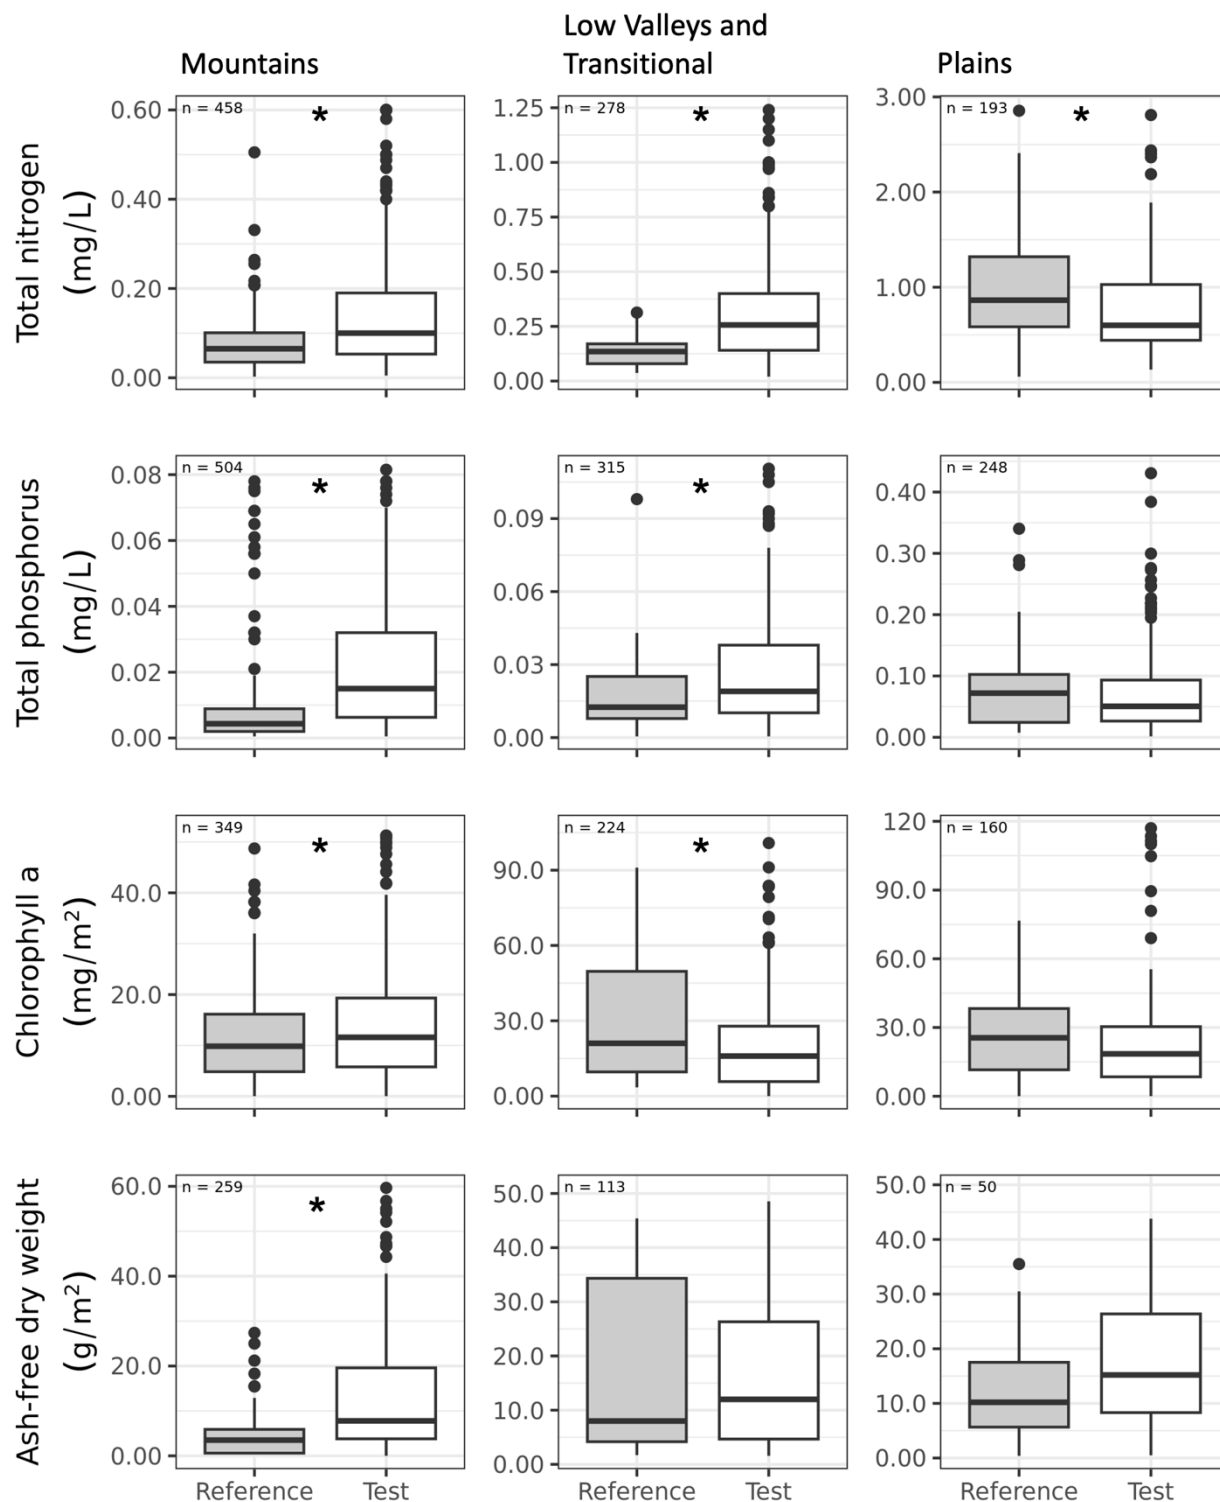 Low Valleys and
Mountains Transitional Plains
Total nitrogen
(mg/L)
n = 458
*
0.60
0.40
0.20
0.00
n = 278
*
1.25
1.00
0.75
0.50
0.25
0.00
n = 193
*
3.00
2.00
1.00
0.00
Total phosphorus
(mg/L)
n = 504
*
0.08
0.06
0.04
0.02
0.00
n = 315
*
0.09
0.06
0.03
0.00
n = 248
0.40
0.30
0.20
0.10
0.00
Chlorophyll a
(mg/m²)
n = 349
*
40.0
20.0
0.00
n = 224
*
90.0
60.0
30.0
0.00
n = 160
120
90.0
60.0
30.0
0.00
Ash-free dry weight
(g/m²)
n = 259
*
60.0
40.0
20.0
0.00
n = 113
50.0
40.0
30.0
20.0
10.0
0.00
n = 50
50.0
40.0
30.0
20.0
10.0
0.00
Reference Test Reference Test Reference Test